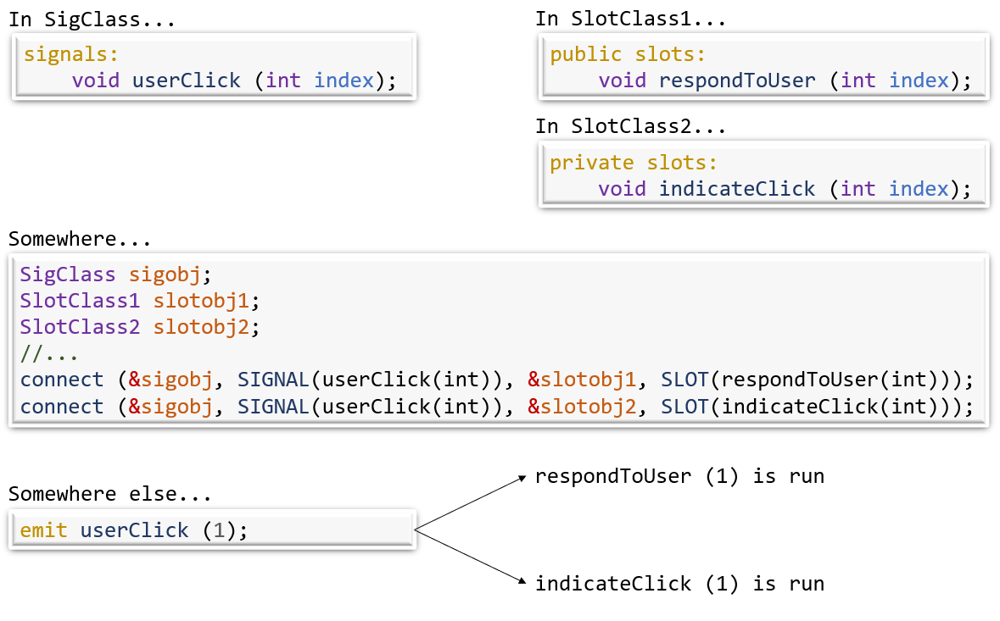 In SigClass...
signals:
    void userClick (int index);
In SlotClass1...
public slots:
    void respondToUser (int index);
In SlotClass2...
private slots:
    void indicateClick (int index);
Somewhere...
SigClass sigobj;
SlotClass1 slotobj1;
SlotClass2 slotobj2;
//...
connect (&sigobj, SIGNAL(userClick(int)), &slotobj1, SLOT(respondToUser(int)));
connect (&sigobj, SIGNAL(userClick(int)), &slotobj2, SLOT(indicateClick(int)));
Somewhere else...
emit userClick (1);
respondToUser (1) is run
indicateClick (1) is run